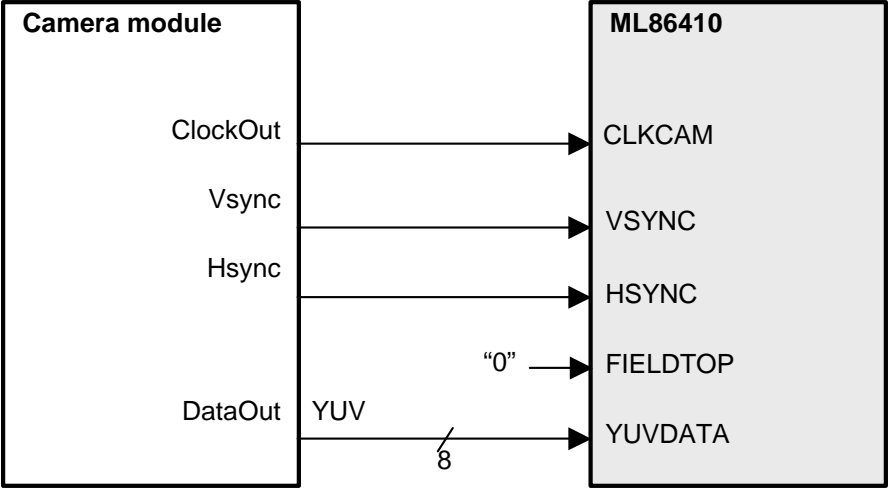 Camera module
ML86410
ClockOut
CLKCAM
Vsync
VSYNC
Hsync
HSYNC
“0”
FIELDTOP
DataOut
YUV
YUVDATA
8